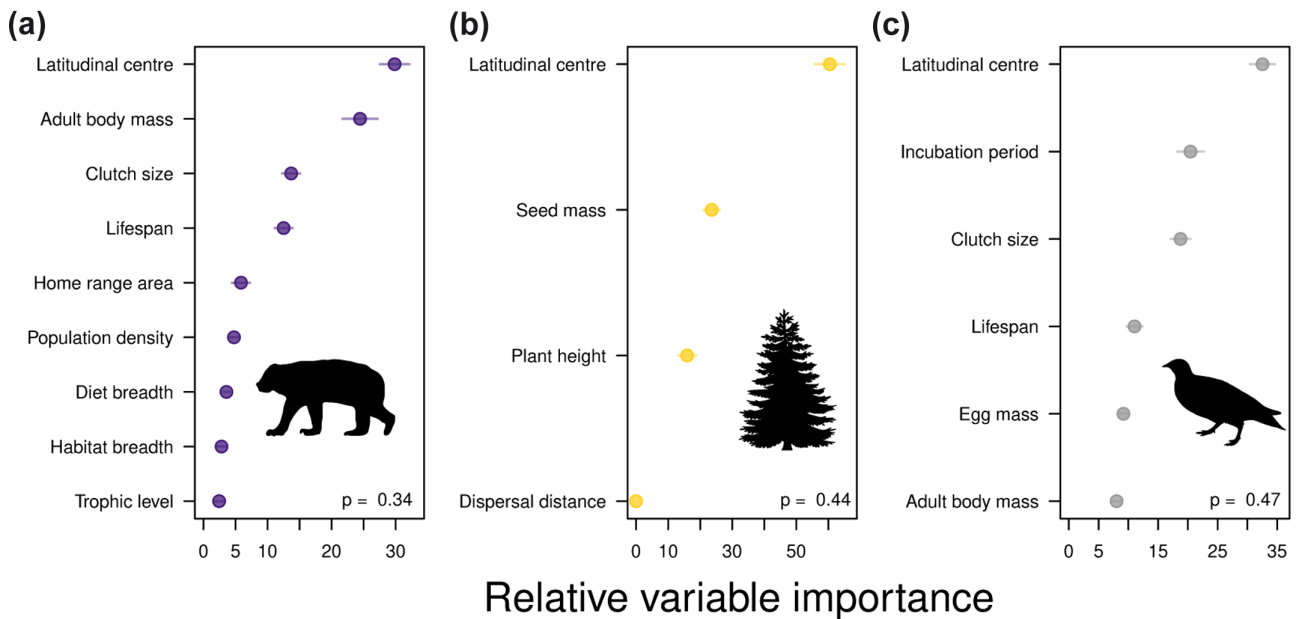 (a)
Latitudinal centre
Adult body mass
Clutch size
Lifespan
Home range area
Population density
Diet breadth
Habitat breadth
Trophic level
p = 0.34
0 5 10 20 30
(b)
Latitudinal centre
Seed mass
Plant height
Dispersal distance
p = 0.44
0 10 30 50
(c)
Latitudinal centre
Incubation period
Clutch size
Lifespan
Egg mass
Adult body mass
p = 0.47
0 5 15 25 35
Relative variable importance